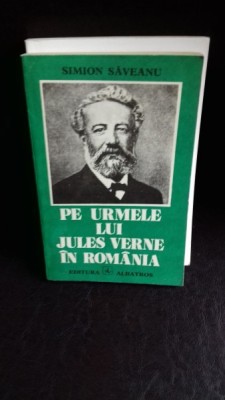 SIMION SĂVEANU
PE URMELE
LUI
JULES VERNE
ÎN ROMÂNIA
EDITURA ALBATROS